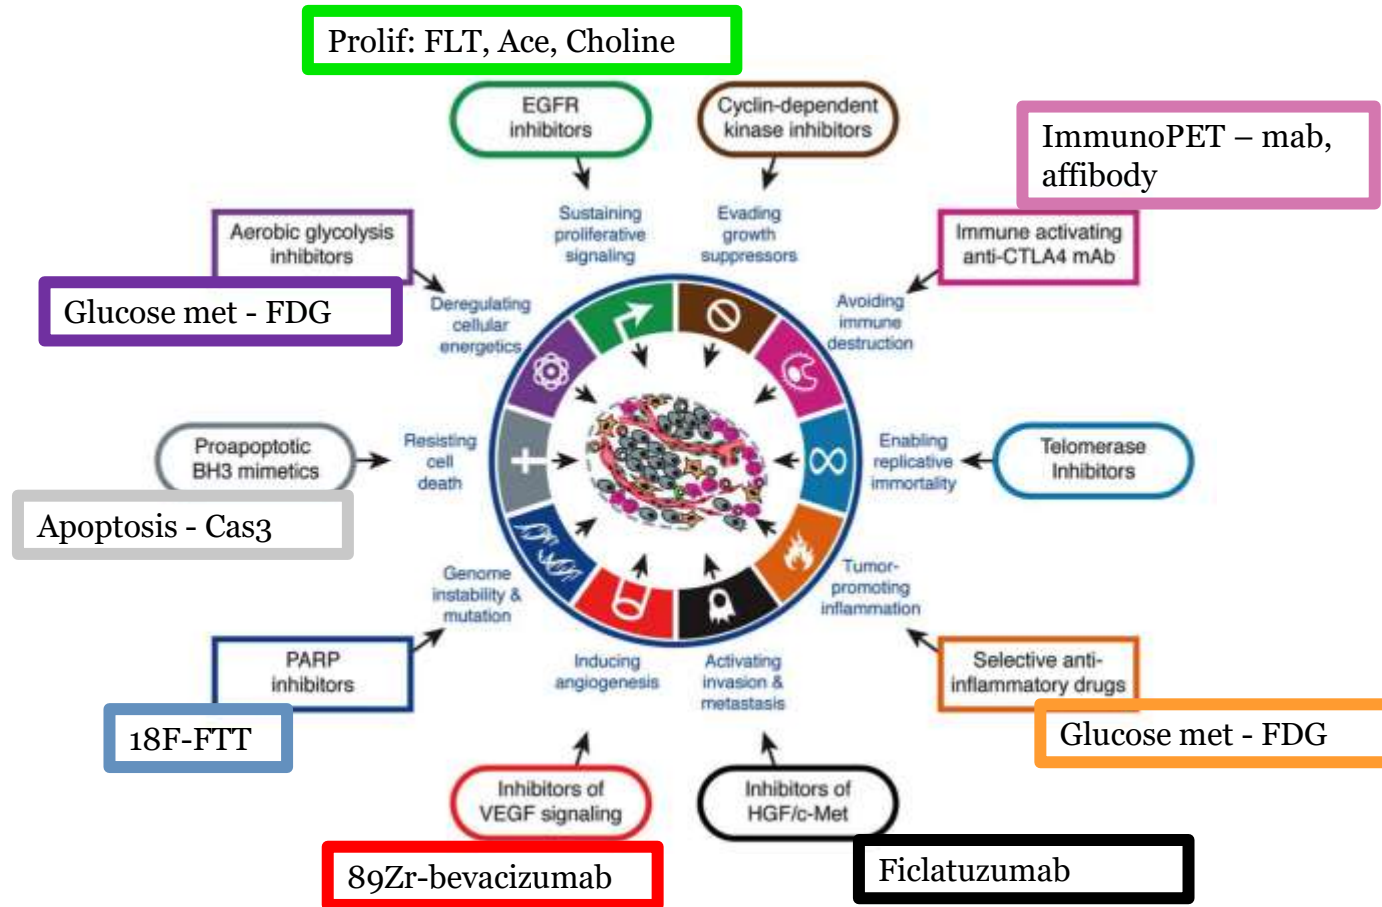 Prolif: FLT, Ace, Choline
EGFR
inhibitors
Cyclin-dependent
kinase inhibitors
ImmunoPET – mab,
affibody
Sustaining
proliferative
signaling
Evading
growth
suppressors
Aerobic glycolysis
inhibitors
Immune activating
anti-CTLA4 mAb
Glucose met - FDG
Deregulating
cellular
energetics
Avoiding
immune
destruction
Proapoptotic
BH3 mimetics
Resisting
cell
death
Enabling
replicative
immortality
Telomerase
Inhibitors
Apoptosis - Cas3
Genome
instability &
mutation
Tumor-
promoting
inflammation
PARP
inhibitors
Inducing
angiogenesis
Activating
invasion &
metastasis
Selective anti-
inflammatory drugs
18F-FTT
Glucose met - FDG
Inhibitors of
VEGF signaling
Inhibitors of
HGF/c-Met
89Zr-bevacizumab
Ficlatuzumab